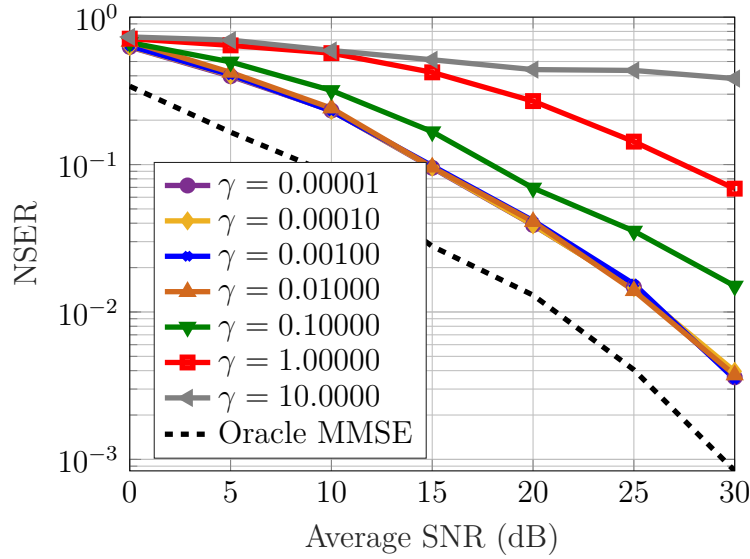 10^0
10^{-1}
10^{-2}
10^{-3}
NSER
γ = 0.00001
γ = 0.00010
γ = 0.00100
γ = 0.01000
γ = 0.10000
γ = 1.00000
γ = 10.0000
Oracle MMSE
0 5 10 15 20 25 30
Average SNR (dB)